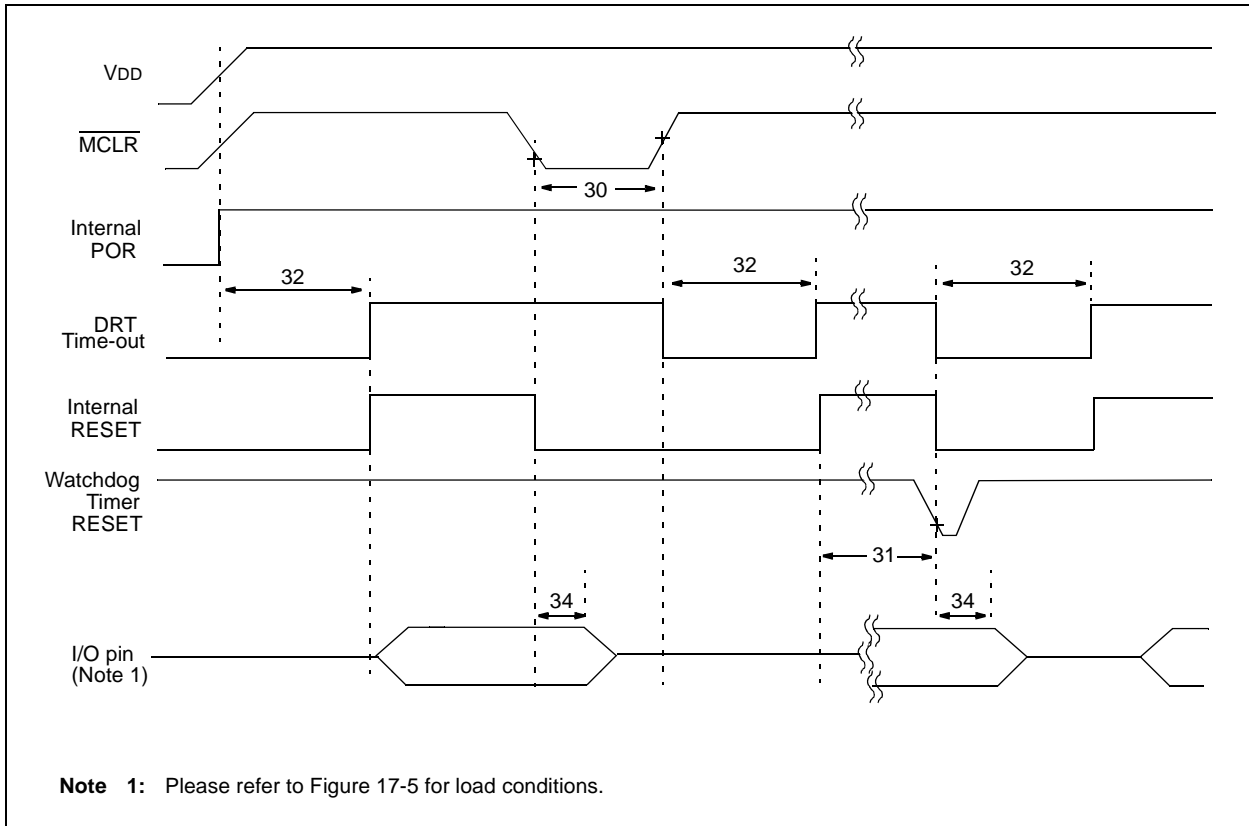 VDD
MCLR
30
Internal
POR
32
32
32
DRT
Time-out
Internal
RESET
Watchdog
Timer
RESET
31
34
34
I/O pin
(Note 1)
Note 1: Please refer to Figure 17-5 for load conditions.